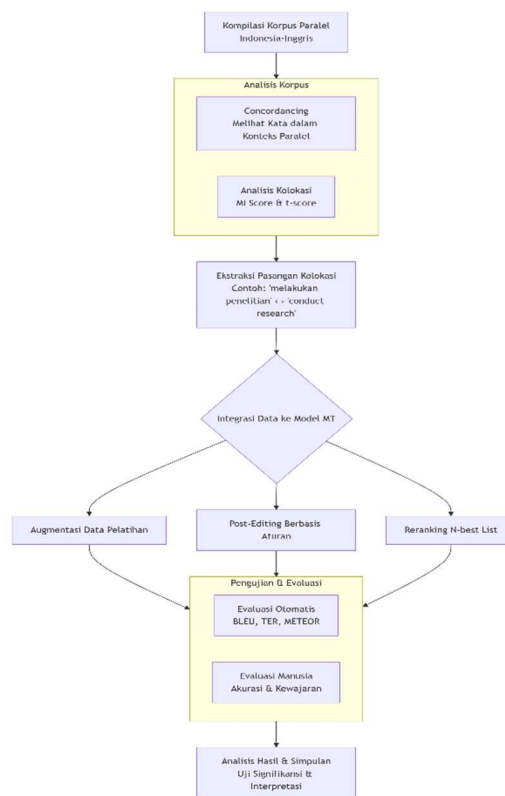 Kompilasi Korpus Paralel
Indonesia-Inggris
Analisis Korpus
Concordancing
Melihat Kata dalam
Konteks Paralel
Analisis Kolokasi
MI Score & t-score
Ekstraksi Pasangan Kolokasi
Contoh: 'melakukan
penelitian' <-> 'conduct
research'
Integrasi Data ke Model MT
Augmentasi Data Pelatihan
Post-Editing Berbasis
Aturan
Reranking N-best List
Pengujian & Evaluasi
Evaluasi Otomatis
BLEU, TER, METEOR
Evaluasi Manusia
Akurasi & Kewajaran
Analisis Hasil & Simpulan
Uji Signifikansi &
Interpretasi